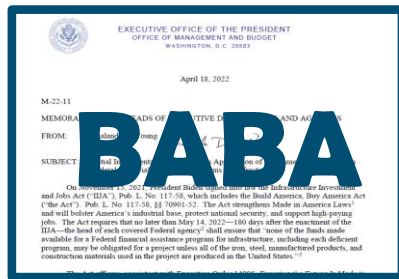 EXECUTIVE OFFICE OF THE PRESIDENT
OFFICE OF MANAGEMENT AND BUDGET
WASHINGTON, D.C. 20503
April 18, 2022
M-22-11
BABA
FROM: Young
On November 15, 2021, President Biden signed into law the Infrastructure Investment
and Jobs Act (“IIJA”), Pub. L. No. 117-58, which includes the Build America, Buy America Act
(“the Act”). Pub. L. No. 117-58, §§ 70901-52. The Act strengthens Made in America Laws¹
and will bolster America’s industrial base, protect national security, and support high-paying
jobs. The Act requires that no later than May 14, 2022—180 days after the enactment of the
IIJA—the head of each covered Federal agency² shall ensure that “none of the funds made
available for a Federal financial assistance program for infrastructure, including each deficient
program, may be obligated for a project unless all of the iron, steel, manufactured products, and
construction materials used in the project are produced in the United States.”³